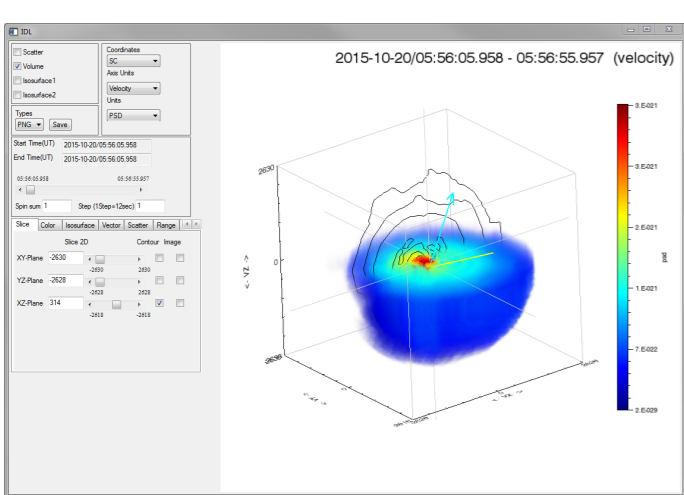 IDL
Scatter
Volume
Isosurface1
Isosurface2
Coordinates
SC
Axis Units
Velocity
Units
PSD
Types
PNG Save
Start Time(UT) 2015-10-20/05:56:05.958
End Time(UT) 2015-10-20/05:56:05.958
05:56:05.958 05:56:55.957
Spin sum 1 Step (1Step=12sec) 1
Slice Color Isosurface Vector Scatter Range
Slice 2D Contour Image
XY-Plane -2630
-2630 2630
YZ-Plane -2628
-2628 2628
XZ-Plane 314
-2618 -2618
2015-10-20/05:56:05.958 - 05:56:55.957 (velocity)
2630
<- VZ ->
0
-2630
0
0
3.E-021
3.E-021
2.E-021
psd
1.E-021
7.E-022
2.E-029